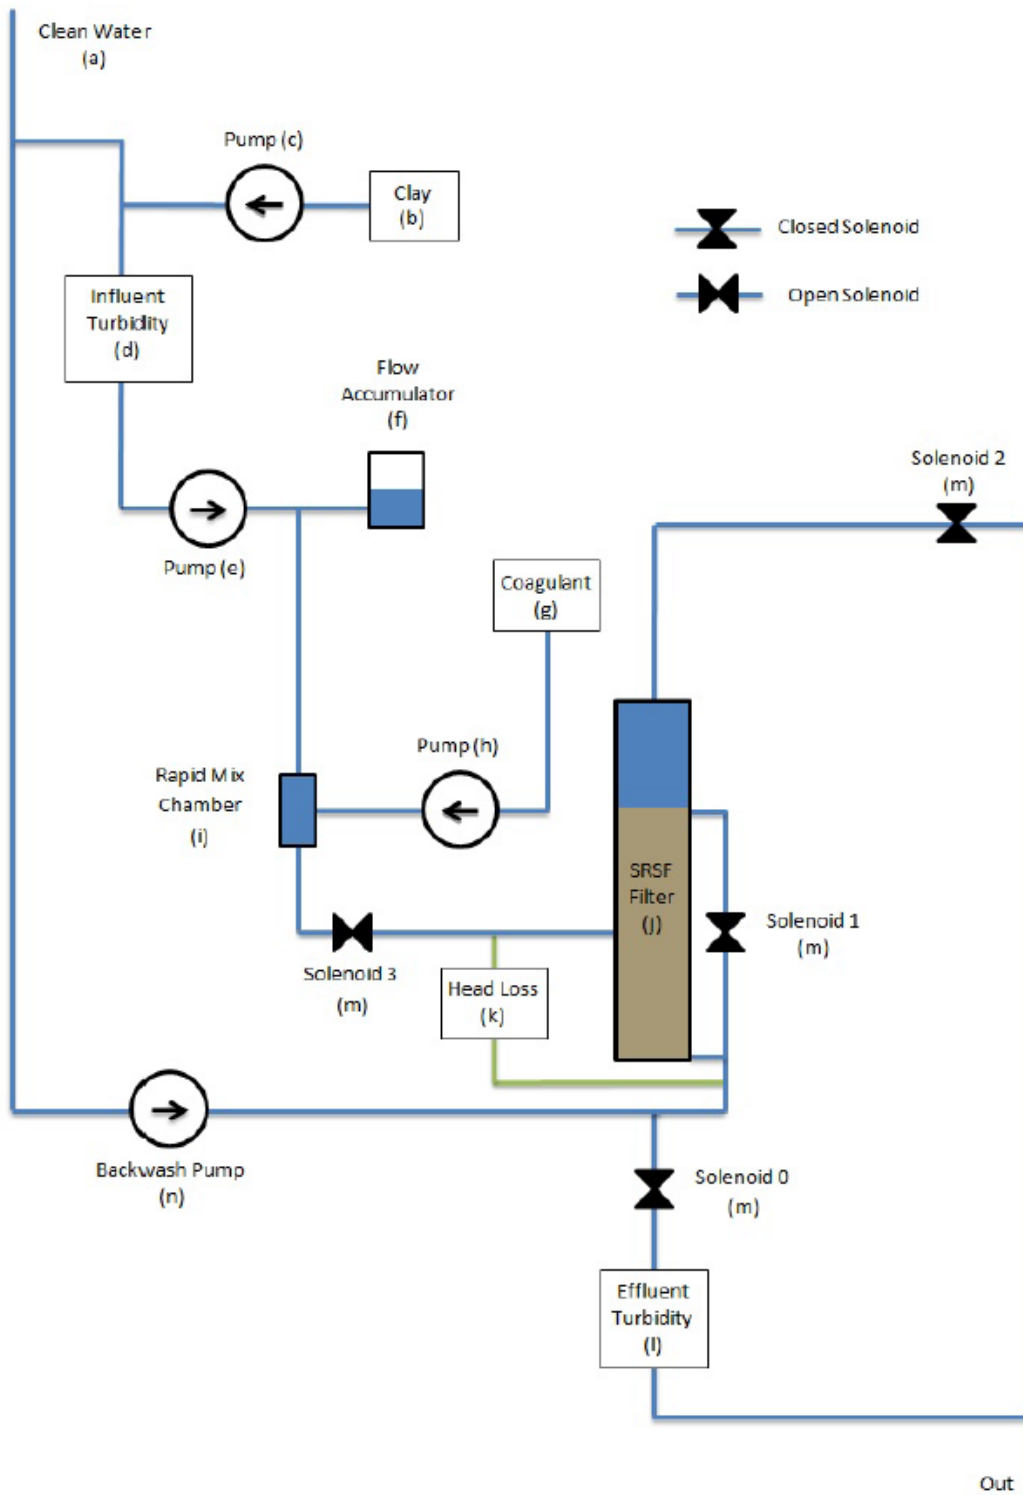 Clean Water
(a)
Pump (c)
Clay
(b)
Closed Solenoid
Open Solenoid
Influent
Turbidity
(d)
Flow
Accumulator
(f)
Solenoid 2
(m)
Pump (e)
Coagulant
(g)
Pump (h)
Rapid Mix
Chamber
(i)
SRSF
Filter
(j)
Solenoid 1
(m)
Solenoid 3
(m)
Head Loss
(k)
Backwash Pump
(n)
Solenoid 0
(m)
Effluent
Turbidity
(l)
Out